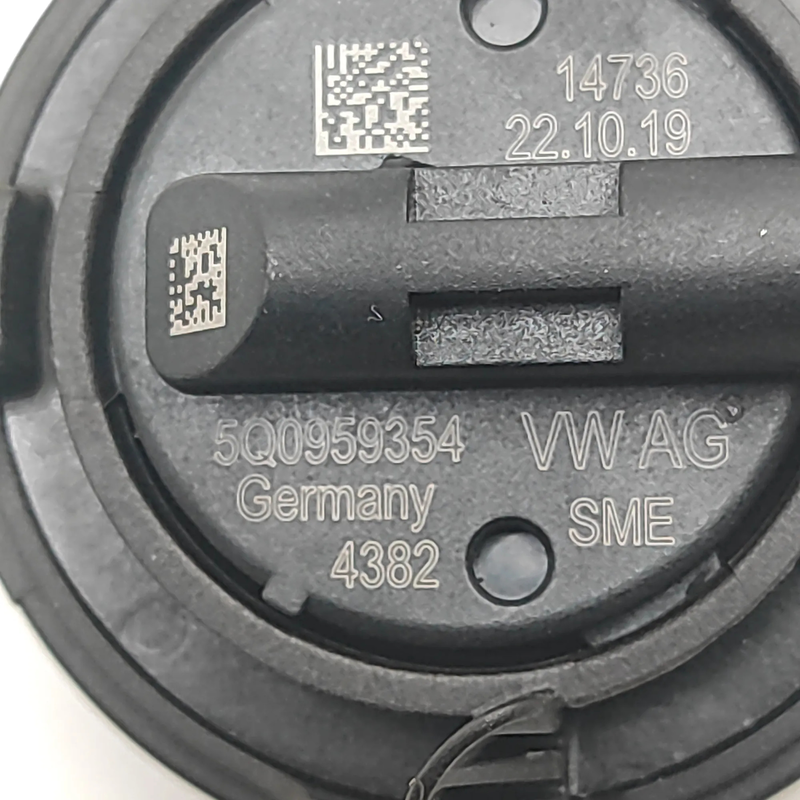 14736
22.10.19
5Q0959354 VW AG
Germany SME
4382